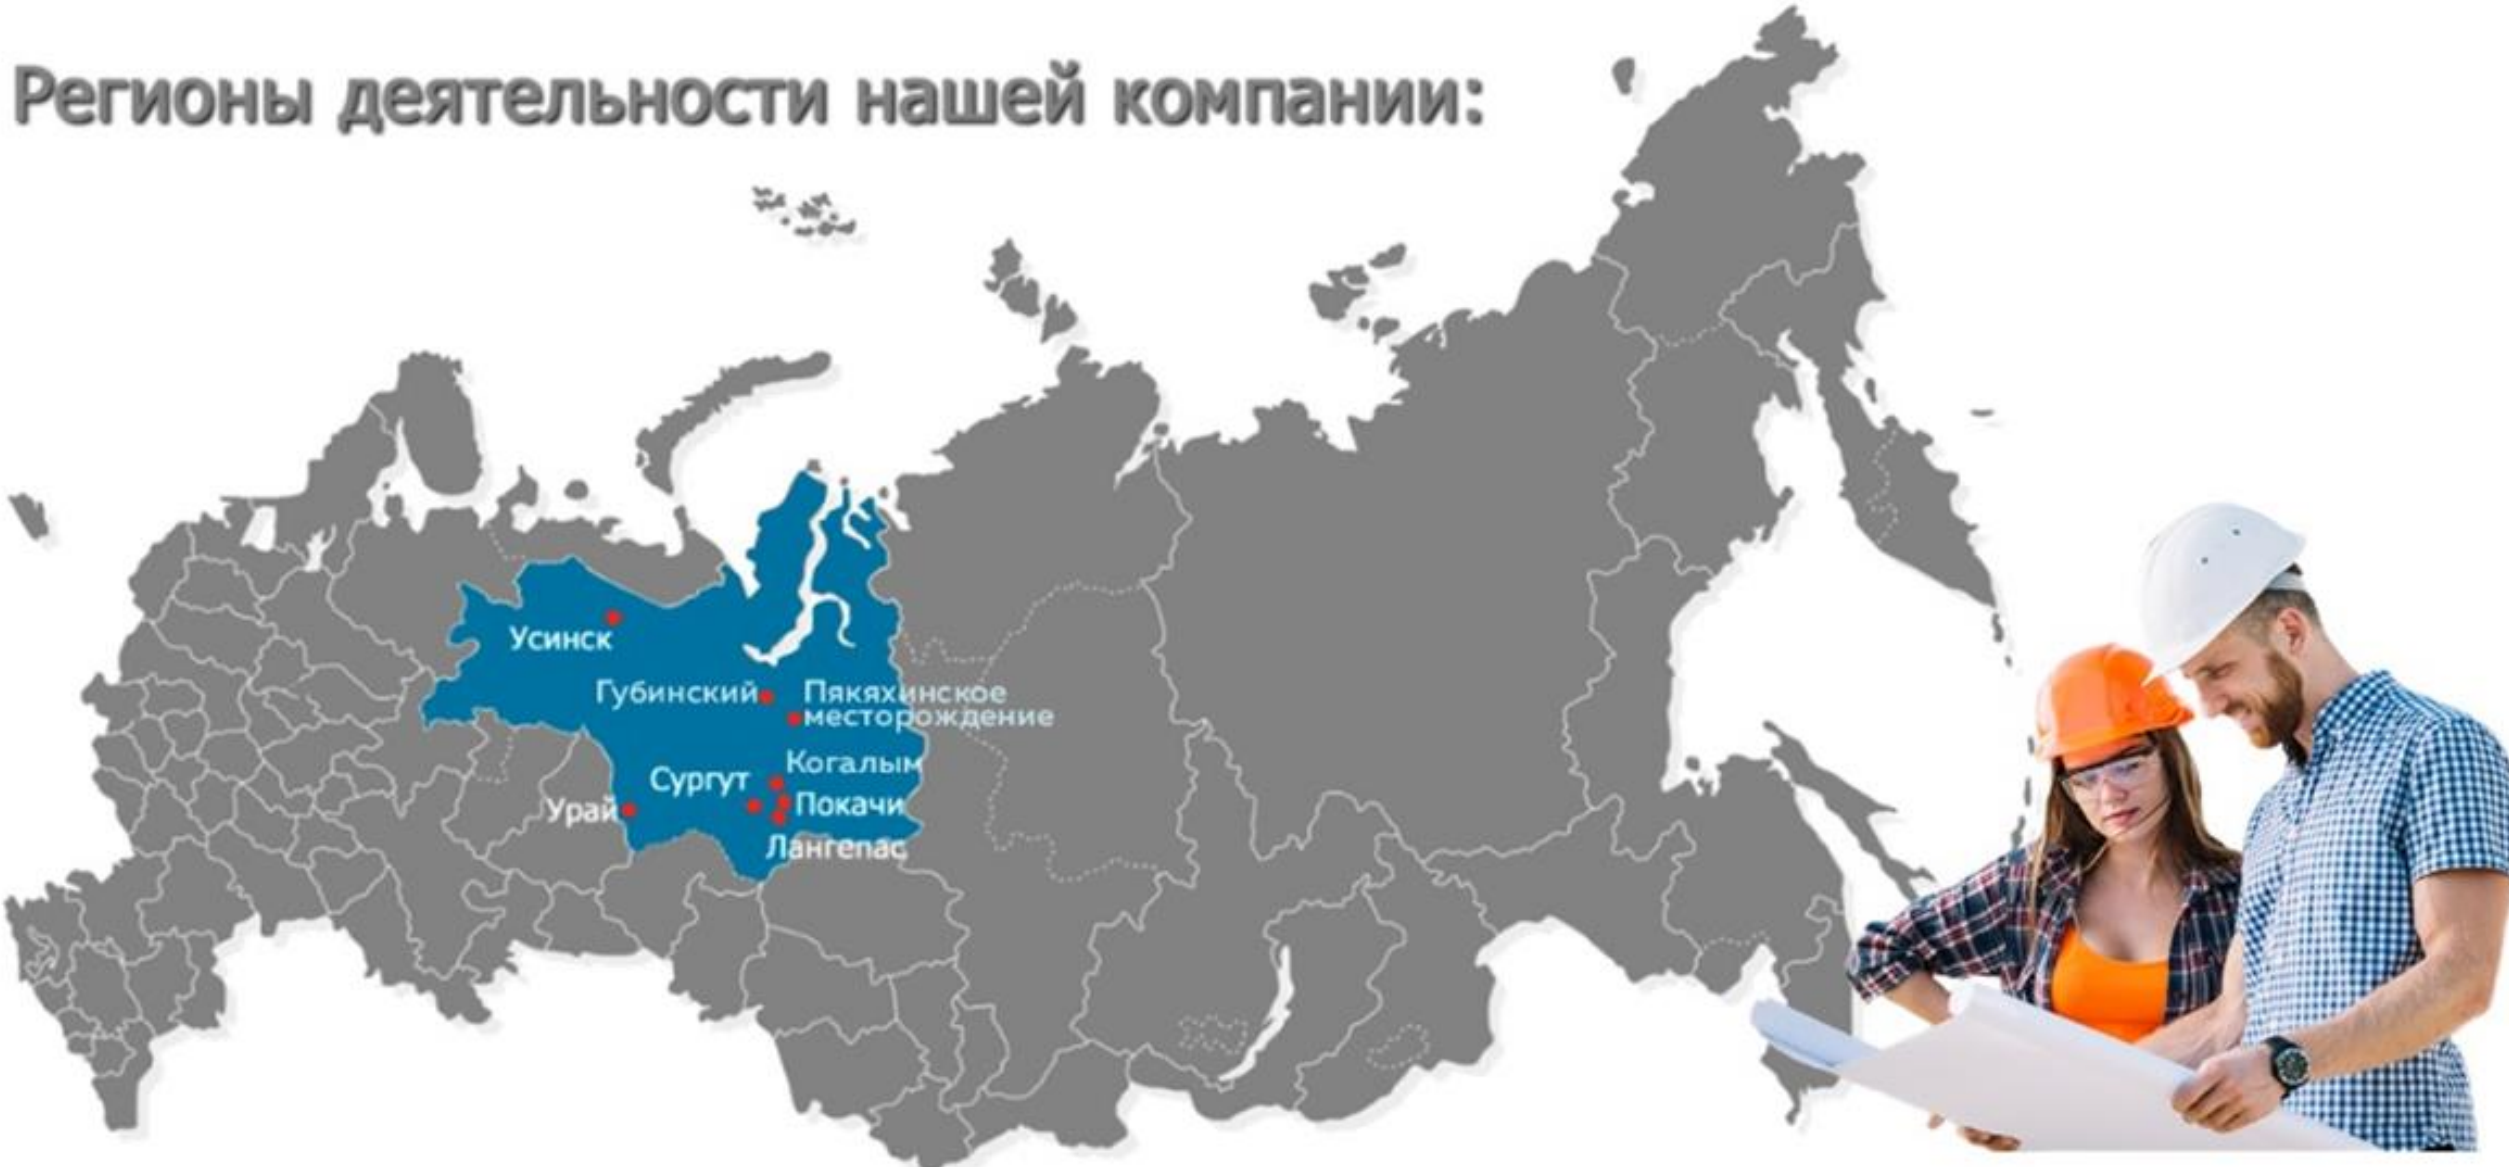 Регионы деятельности нашей компании:
Усинск
Губинский
Пякяхинское
месторождение
Когалым
Сургут
Урай
Покачи
Лангепас